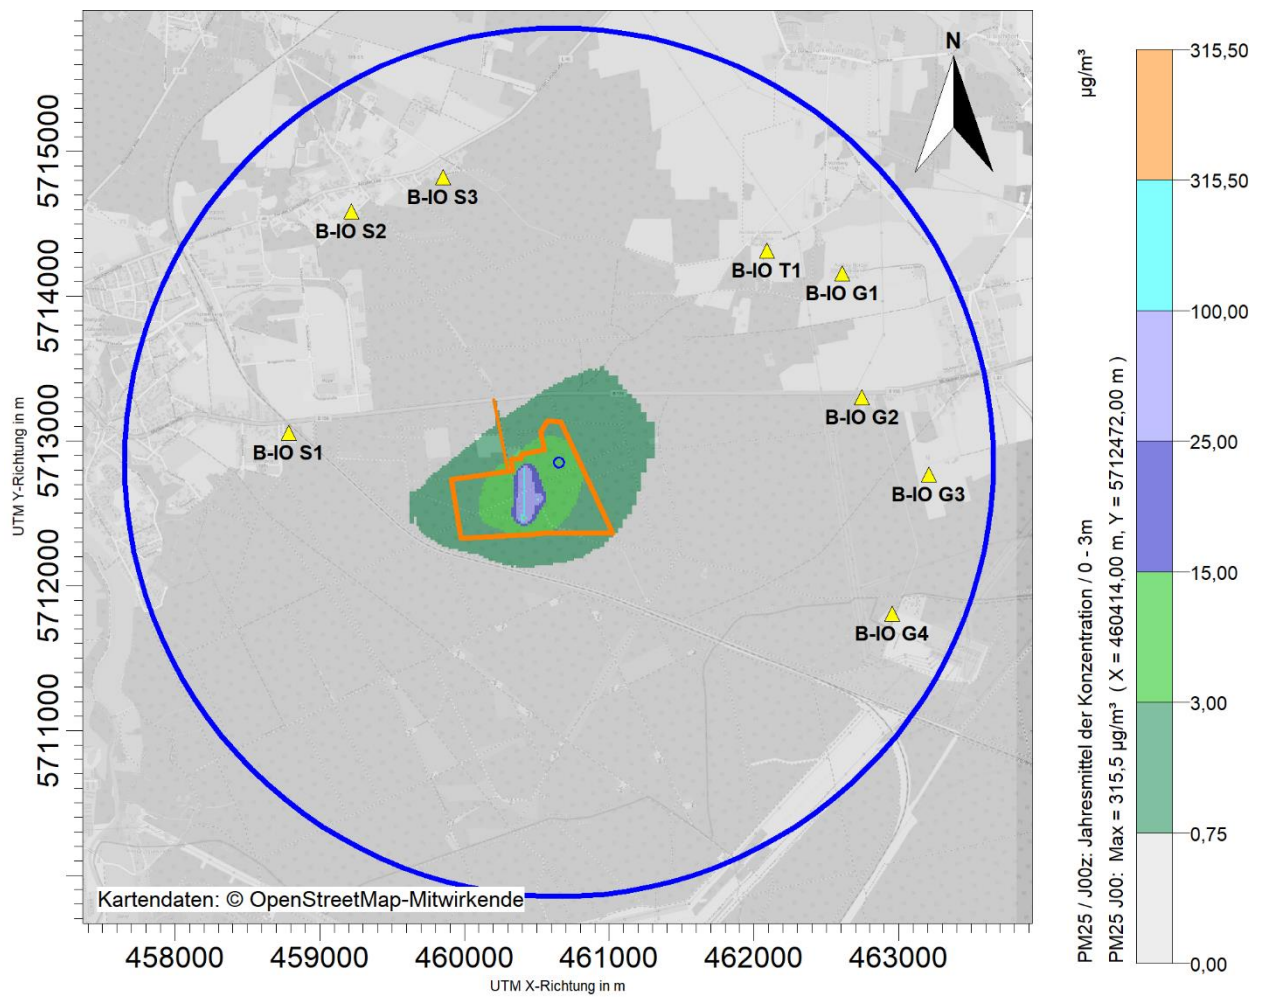 N
B-IO S3
B-IO S2
B-IO T1
B-IO G1
B-IO G2
B-IO S1
B-IO G3
B-IO G4
Kartendaten: © OpenStreetMap-Mitwirkende
5715000
5714000
5713000
5712000
5711000
UTM Y-Richtung in m
458000 459000 460000 461000 462000 463000
UTM X-Richtung in m
µg/m³
315,50
315,50
100,00
25,00
15,00
3,00
0,75
0,00
PM25 / J00z: Jahresmittel der Konzentration / 0 - 3m
PM25 J00: Max = 315,5 µg/m³ ( X = 460414,00 m, Y = 5712472,00 m )